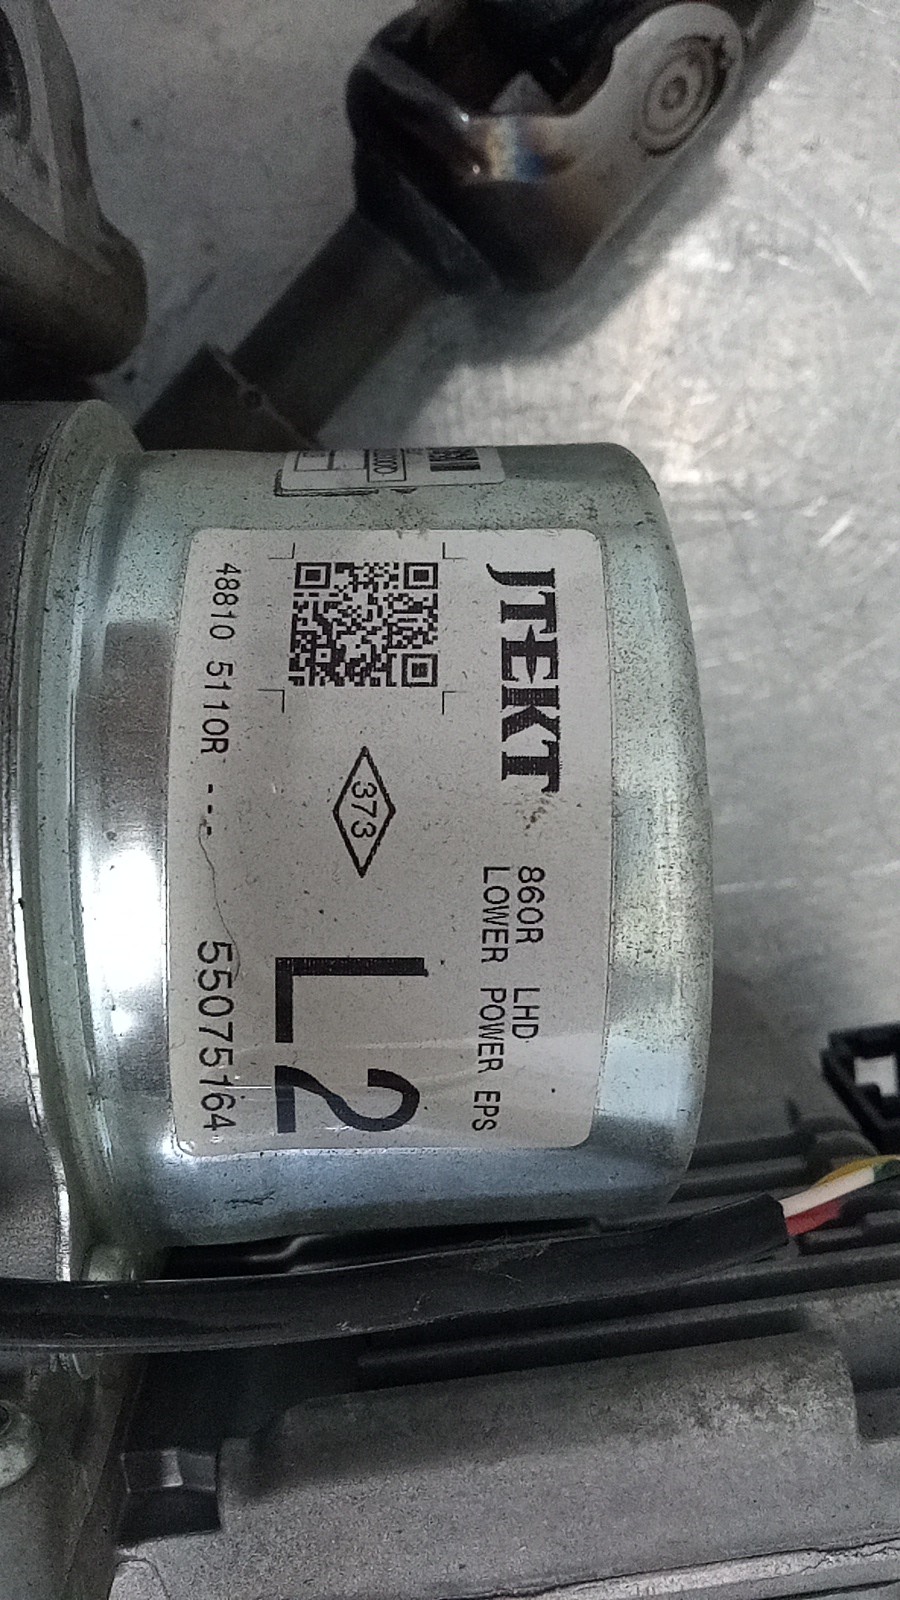 JTEKT
860R LHD
LOWER POWER EPS
373
L2
48810 5110R ---
55075164